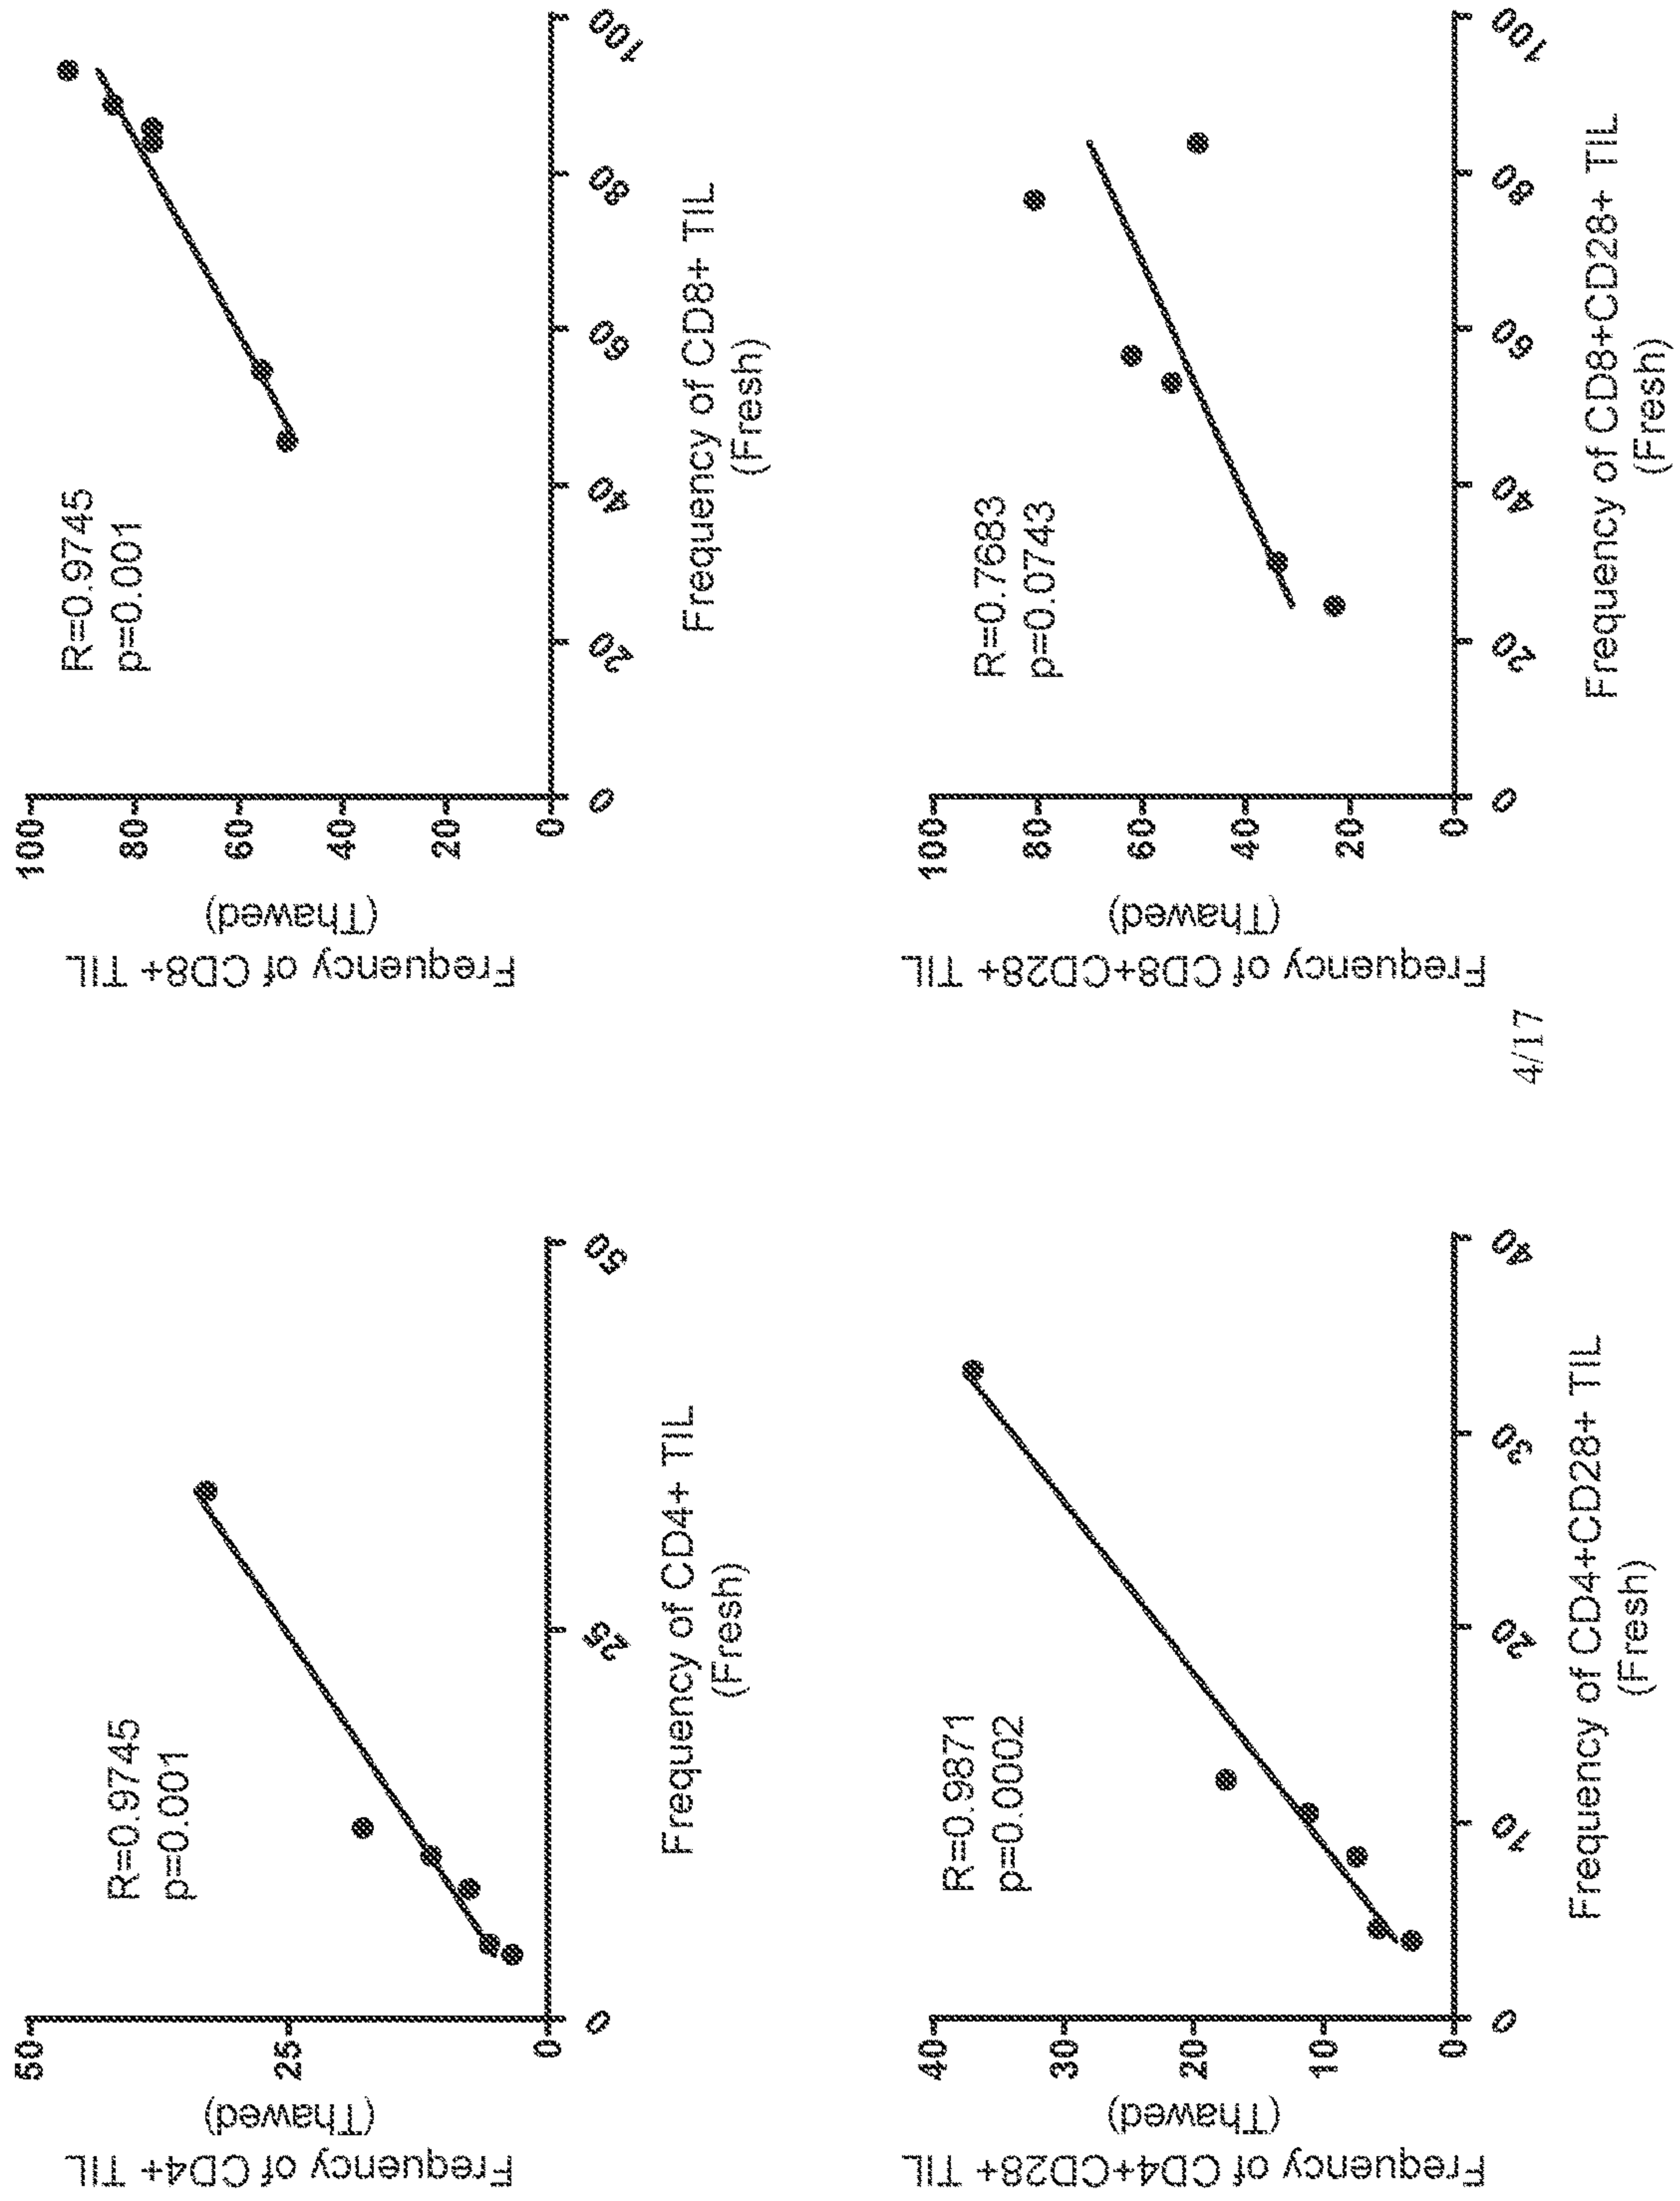 Frequency of CD4+ TIL
(Thawed)
50
25
0
R=0.9745
p=0.001
0
25
50
Frequency of CD4+ TIL
(Fresh)
Frequency of CD8+ TIL
(Thawed)
100
80
60
40
20
0
R=0.9745
p=0.001
0
20
40
60
80
100
Frequency of CD8+ TIL
(Fresh)
Frequency of CD4+CD28+ TIL
(Thawed)
40
30
20
10
0
R=0.9871
p=0.0002
0
10
20
30
40
Frequency of CD4+CD28+ TIL
(Fresh)
Frequency of CD8+CD28+ TIL
(Thawed)
100
80
60
40
20
0
R=0.7683
p=0.0743
0
20
40
60
80
100
Frequency of CD8+CD28+ TIL
(Fresh)
4/17